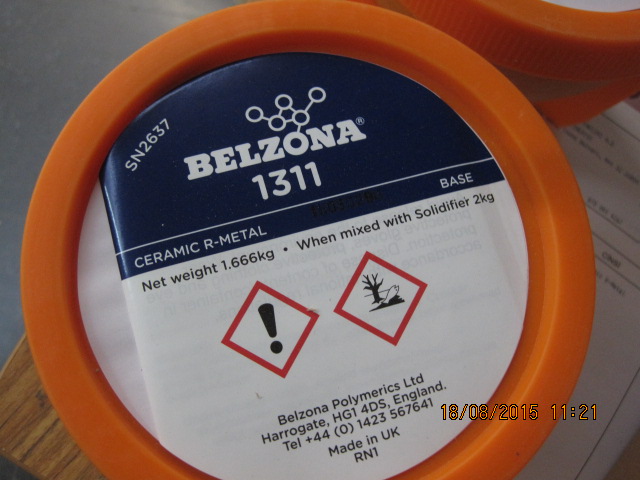 SN2637
BELZONA®
1311
BASE
CERAMIC R-METAL
Net weight 1.666kg • When mixed with Solidifier 2kg
Belzona Polymerics Ltd
Harrogate, HG1 4DS, England.
Tel +44 (0) 1423 567641
Made in UK
RN1
18/08/2015 11:21